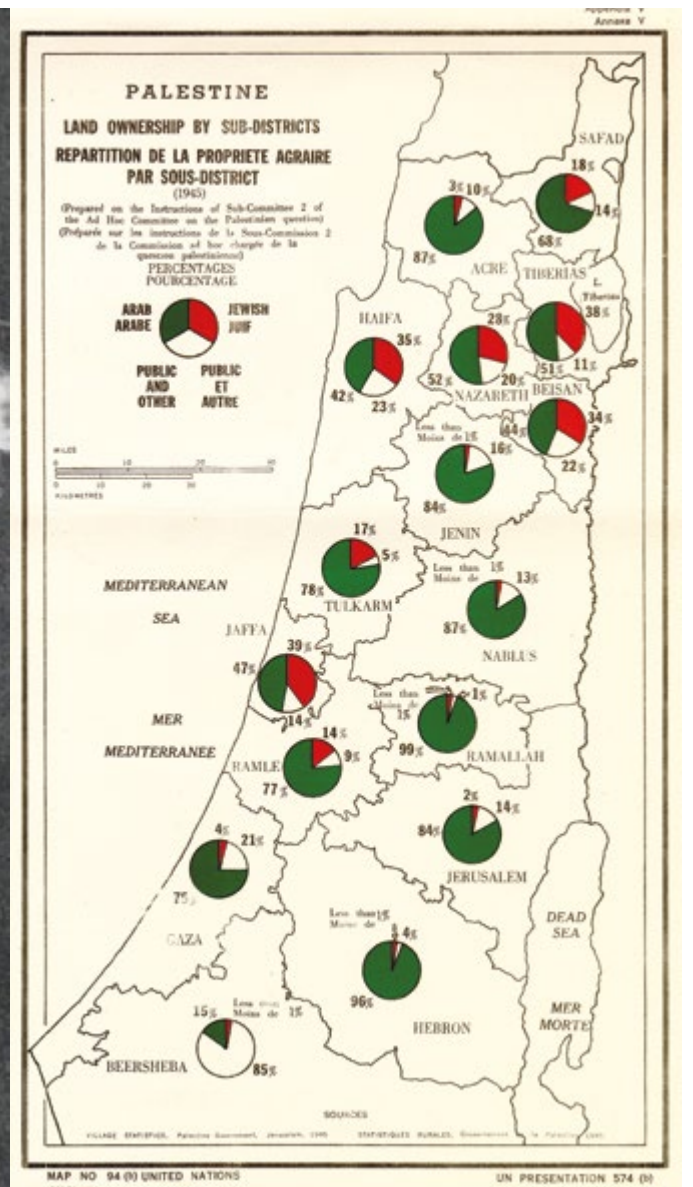 Annexe V
PALESTINE
LAND OWNERSHIP BY SUB-DISTRICTS
REPARTITION DE LA PROPRIETE AGRAIRE
PAR SOUS-DISTRICT
(1945)
(Prepared on the Instructions of Sub-Committee 2 of
the Ad Hoc Committee on the Palestinian question)
(Préparée sur les instructions de la Sous-Commission 2
de la Commission ad hoc chargée de la
question palestinienne)
PERCENTAGES
POURCENTAGE
ARAB
ARABE
JEWISH
JUIF
PUBLIC
AND
OTHER
PUBLIC
ET
AUTRE
MILES
0 10 20 30
0 10 20 30
KILOMETRES
SAFAD
18%
14%
68%
3% 10%
87%
ACRE
TIBERIAS
L.
Tiberias
38%
11%
51%
HAIFA
35%
42%
23%
28%
52%
20%
NAZARETH
BEISAN
44%
34%
22%
Less than
Moins de 1%
16%
84%
JENIN
17%
5%
78%
TULKARM
Less than
Moins de 1%
13%
87%
NABLUS
JAFFA
39%
47%
14%
Less than
Moins de
1%
1%
99%
RAMALLAH
14%
9%
77%
RAMLE
2%
14%
84%
JERUSALEM
4%
21%
GAZA
Less than 1%
Moins de
4%
96%
HEBRON
15%
Less than
Moins de 1%
85%
BEERSHEBA
MEDITERRANEAN
SEA
MER
MEDITERRANEE
DEAD
SEA
MER
MORTE
SOURCES
VILLAGE STATISTICS, Palestine Government, Jerusalem, 1945 STATISTIQUES RURALES,
MAP NO 94 (b) UNITED NATIONS
UN PRESENTATION 574 (b)